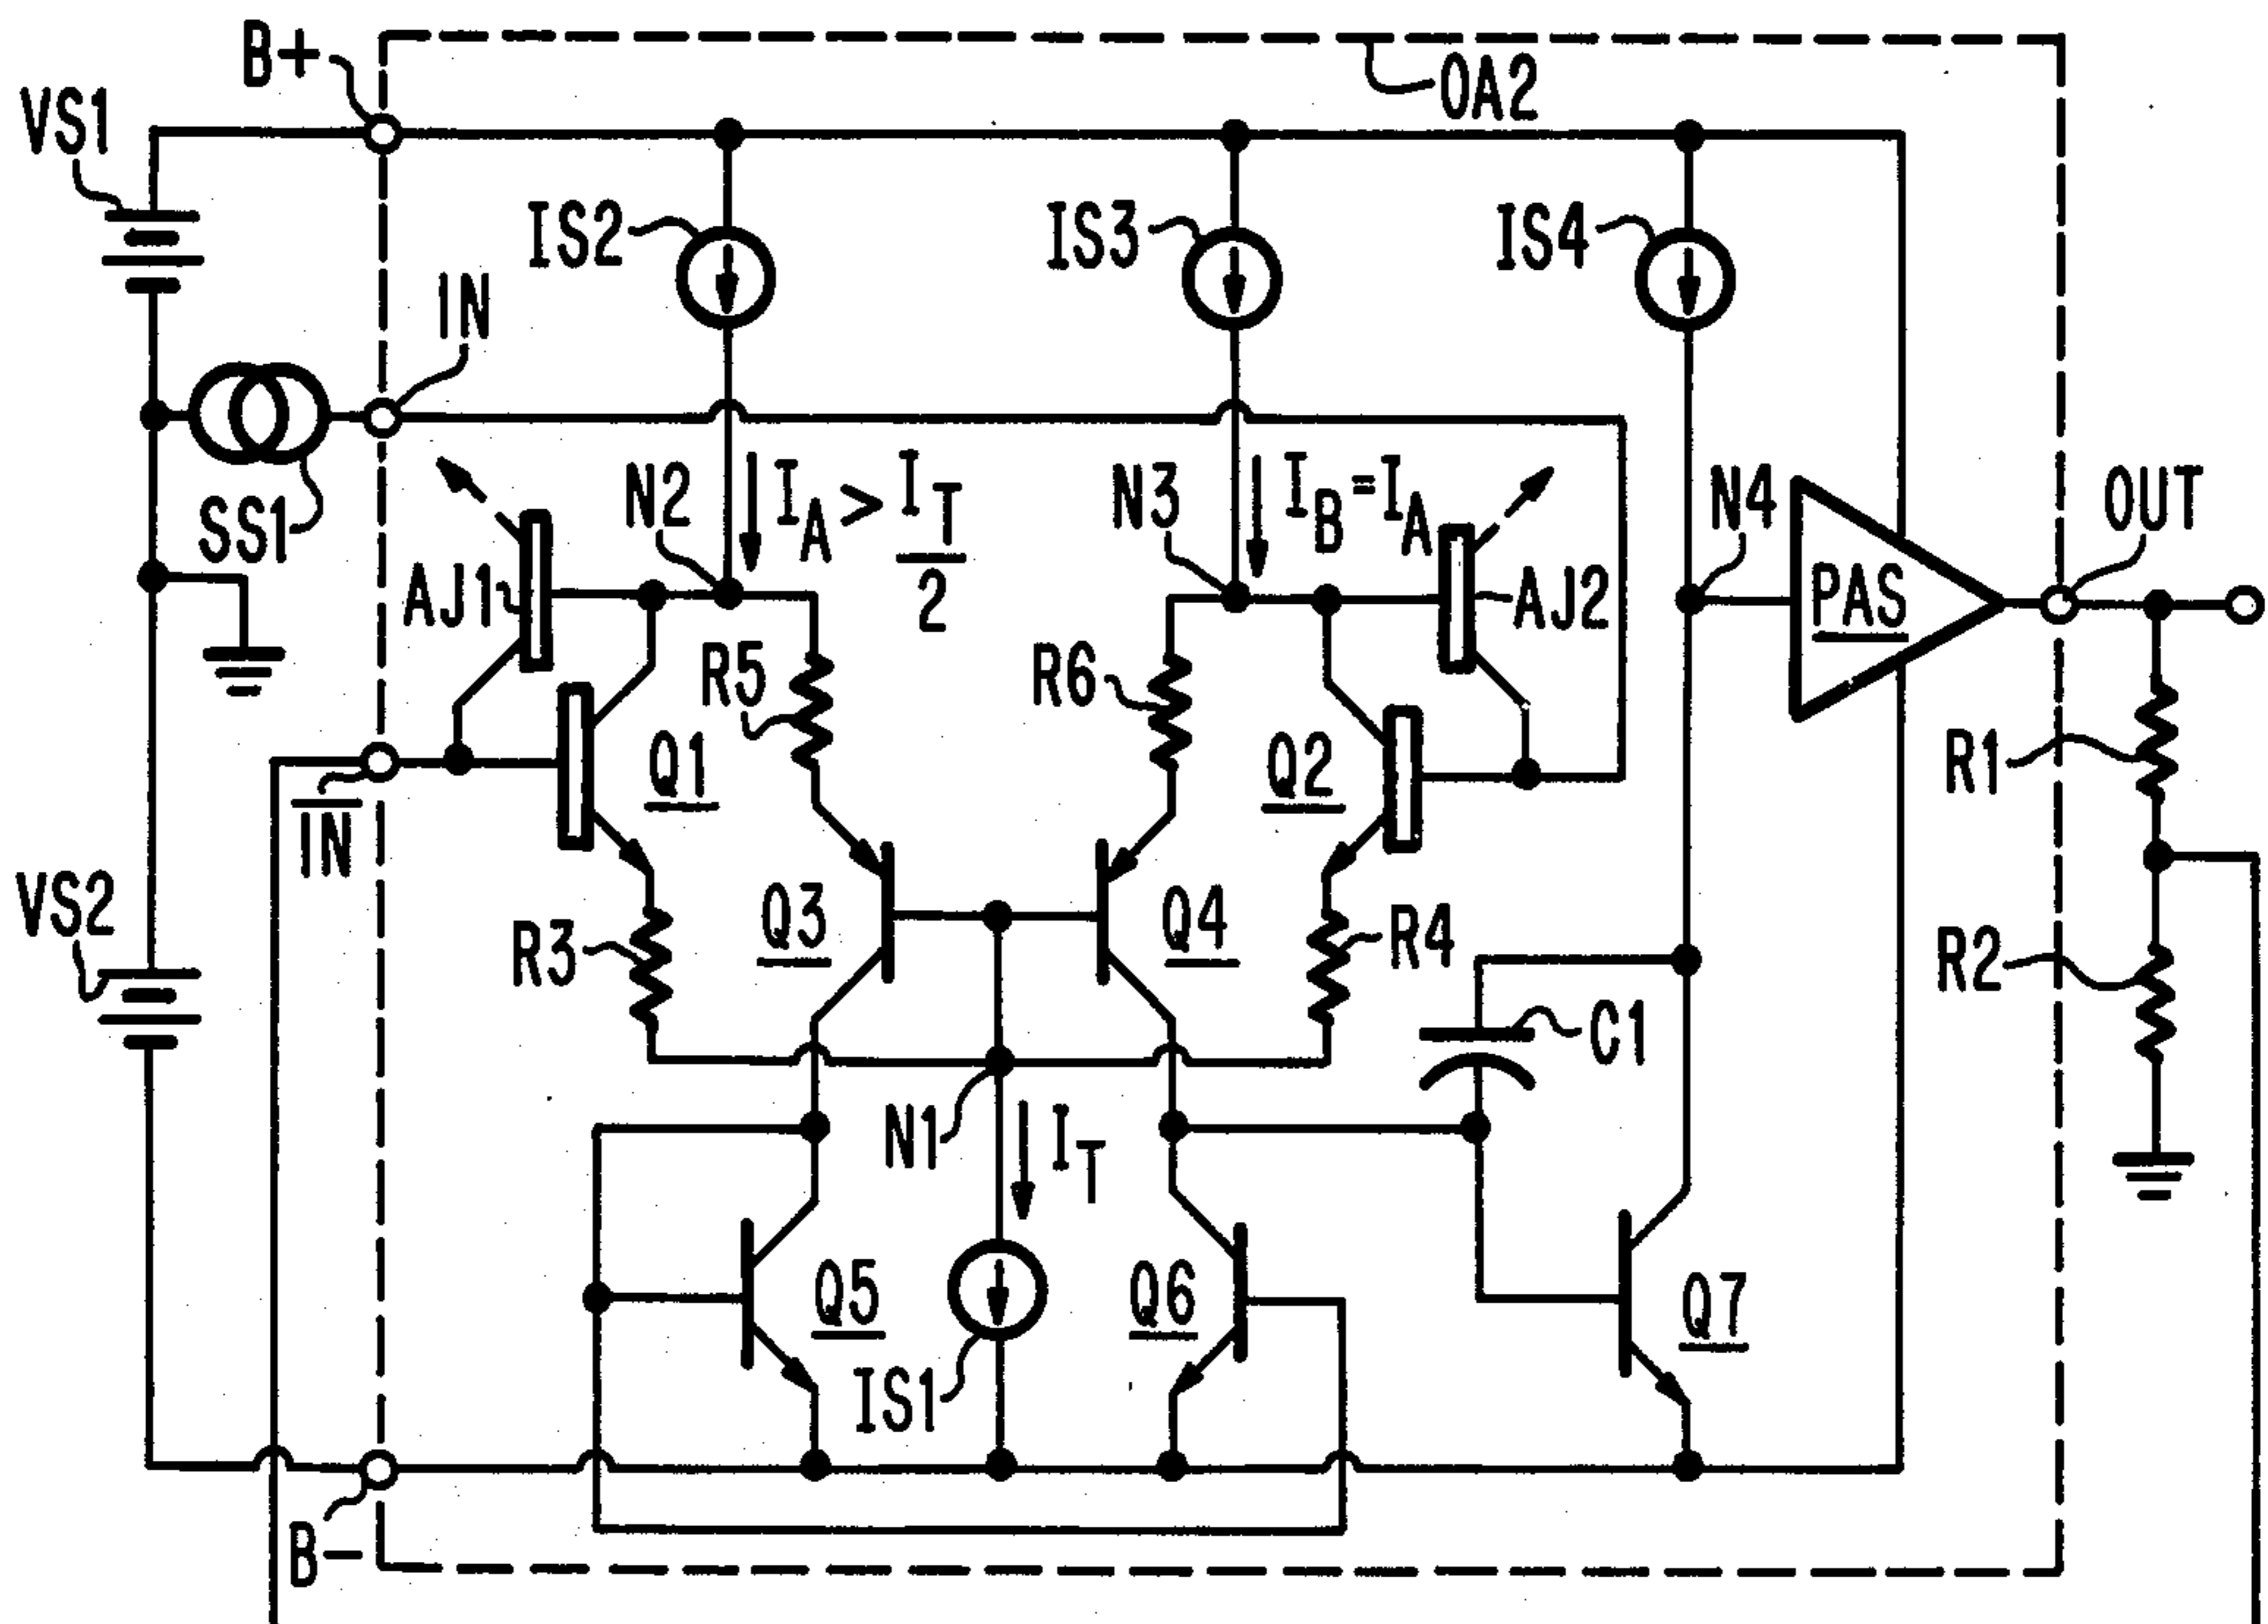 B+
OA2
VS1
IS2
IS3
IS4
IN
SS1
N2
I_A > I_T/2
N3
I_B = I_A
N4
OUT
AJ1
AJ2
PAS
R5
R6
Q1
Q2
R1
I̅N̅
VS2
R3
Q3
Q4
R4
R2
C1
N1
I_T
Q5
Q6
Q7
IS1
B-